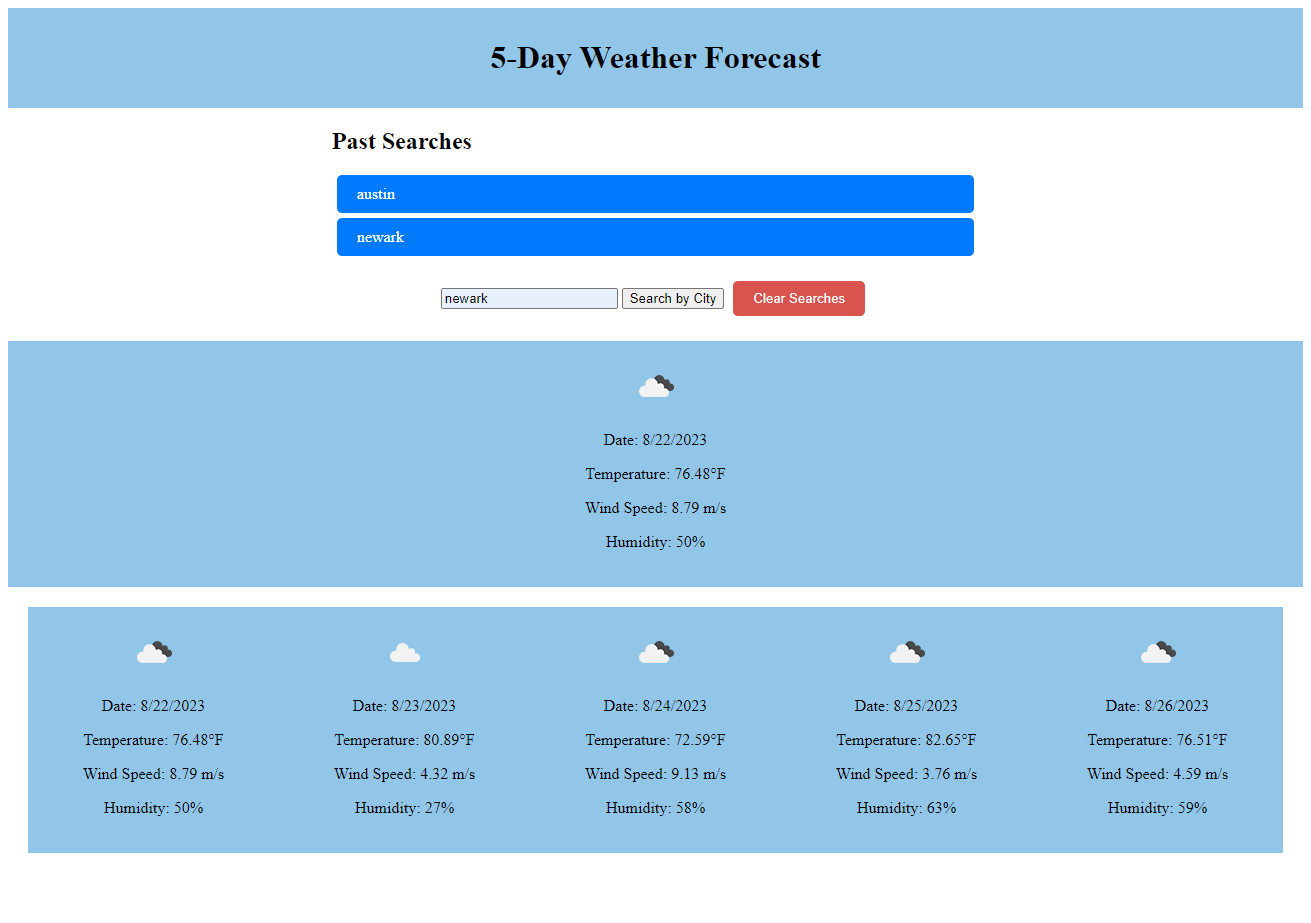 5-Day Weather Forecast
Past Searches
austin
newark
newark Search by City Clear Searches
Date: 8/22/2023
Temperature: 76.48°F
Wind Speed: 8.79 m/s
Humidity: 50%
Date: 8/22/2023
Temperature: 76.48°F
Wind Speed: 8.79 m/s
Humidity: 50%
Date: 8/23/2023
Temperature: 80.89°F
Wind Speed: 4.32 m/s
Humidity: 27%
Date: 8/24/2023
Temperature: 72.59°F
Wind Speed: 9.13 m/s
Humidity: 58%
Date: 8/25/2023
Temperature: 82.65°F
Wind Speed: 3.76 m/s
Humidity: 63%
Date: 8/26/2023
Temperature: 76.51°F
Wind Speed: 4.59 m/s
Humidity: 59%